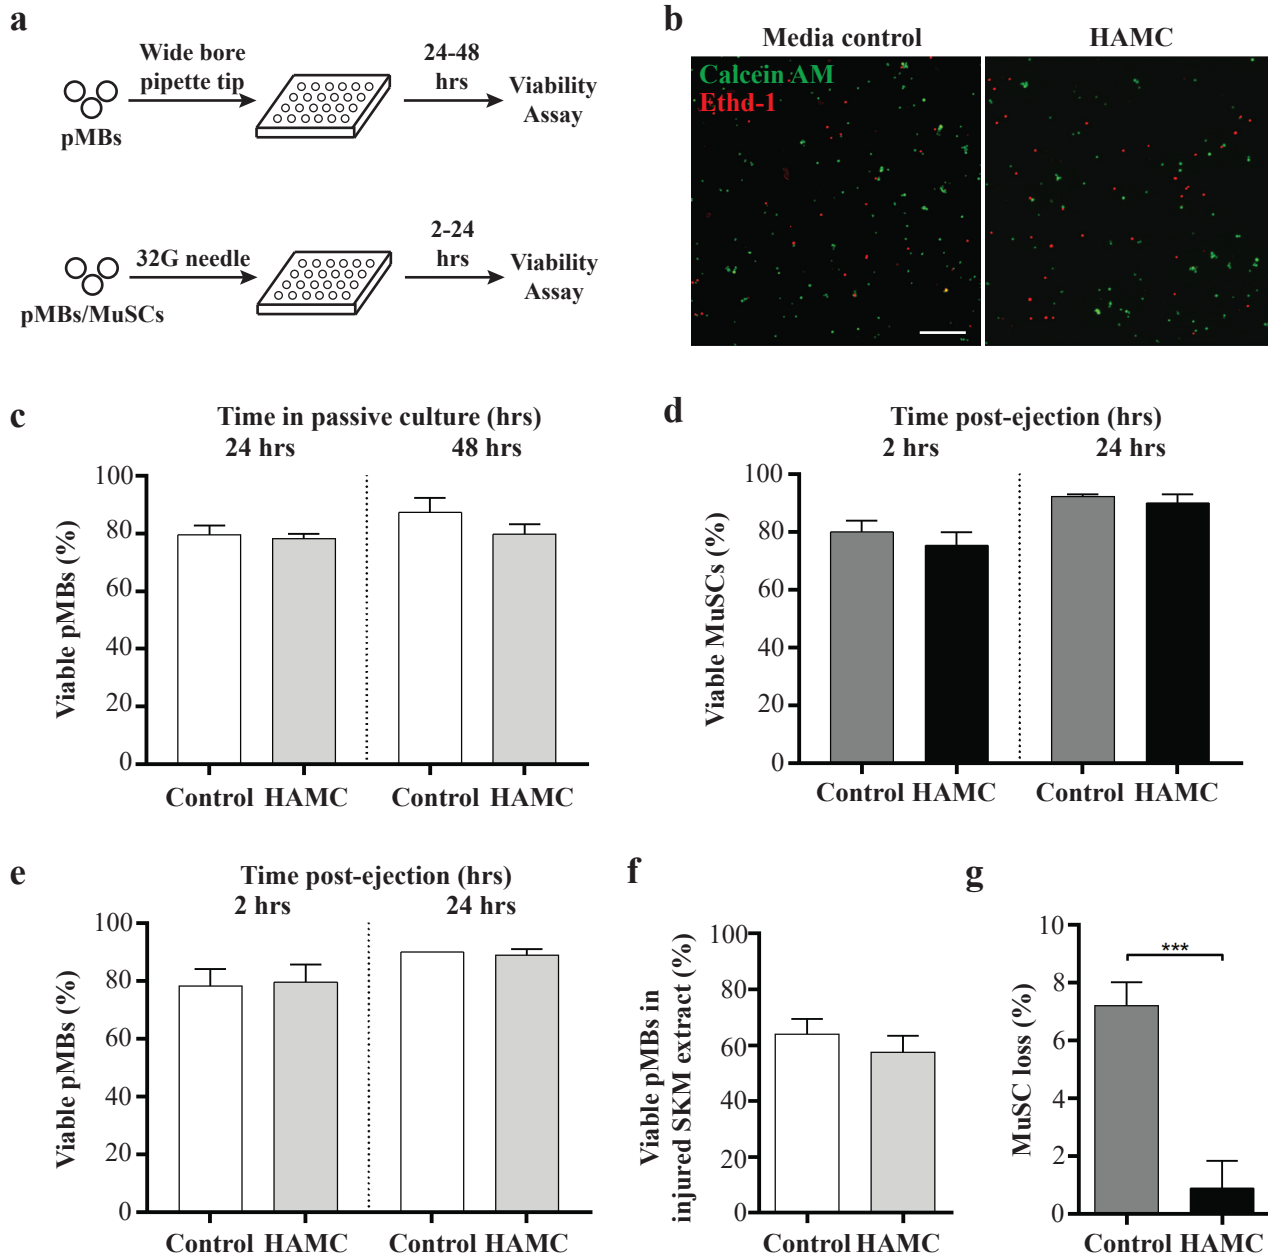 a
Wide bore
pipette tip
24-48
hrs
Viability
Assay
pMBs
32G needle
2-24
hrs
Viability
Assay
pMBs/MuSCs
b
Media control
HAMC
Calcein AM
Ethd-1
c
Time in passive culture (hrs)
24 hrs
48 hrs
Viable pMBs (%)
100
80
60
40
20
0
Control HAMC
Control HAMC
d
Time post-ejection (hrs)
2 hrs
24 hrs
Viable MuSCs (%)
100
80
60
40
20
0
Control HAMC
Control HAMC
e
Time post-ejection (hrs)
2 hrs
24 hrs
Viable pMBs (%)
100
80
60
40
20
0
Control HAMC
Control HAMC
f
Viable pMBs in
injured SKM extract (%)
100
80
60
40
20
0
Control HAMC
g
MuSC loss (%)
10
8
6
4
2
0
***
Control HAMC